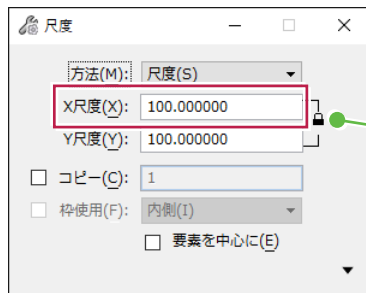 尺度
方法(M): 尺度(S)
X尺度(X): 100.000000
Y尺度(Y): 100.000000
コピー(C): 1
枠使用(F): 内側(I)
要素を中心に(E)